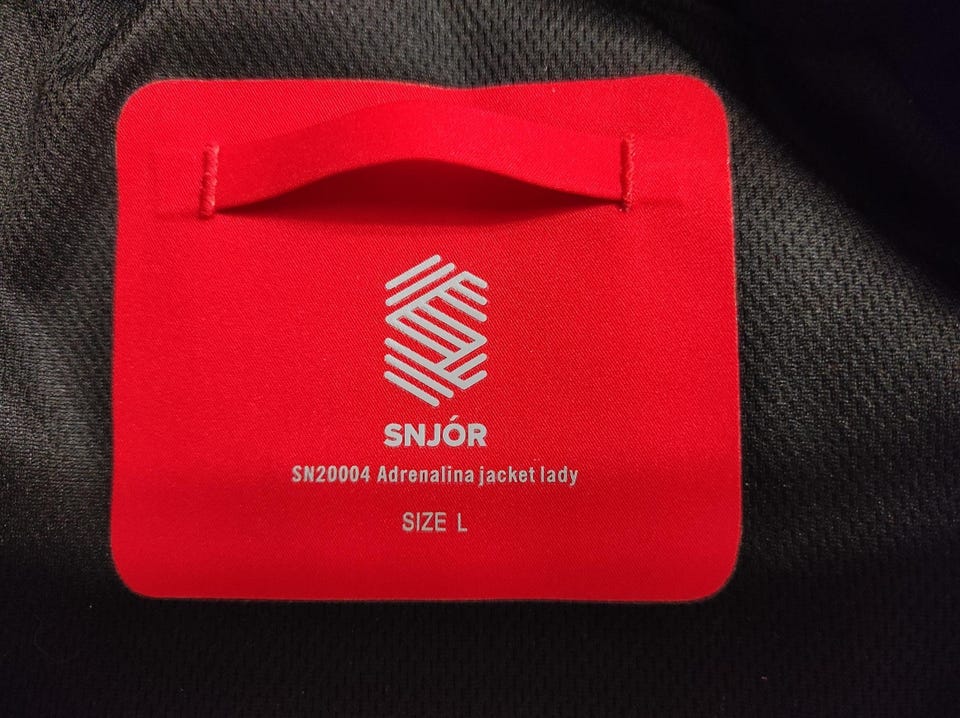 SNJÓR
SN20004 Adrenalina jacket lady
SIZE L